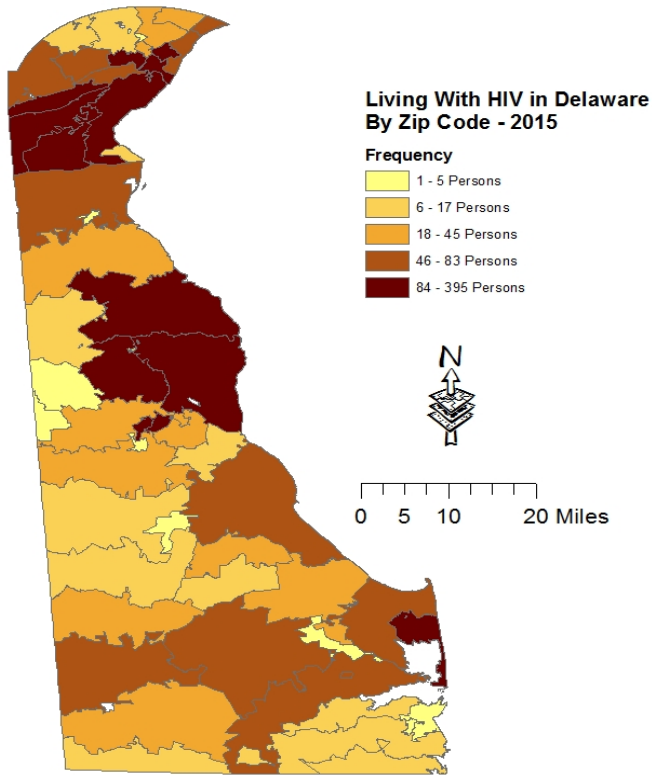 Living With HIV in Delaware
By Zip Code - 2015
Frequency
1 - 5 Persons
6 - 17 Persons
18 - 45 Persons
46 - 83 Persons
84 - 395 Persons
N
0 5 10 20 Miles